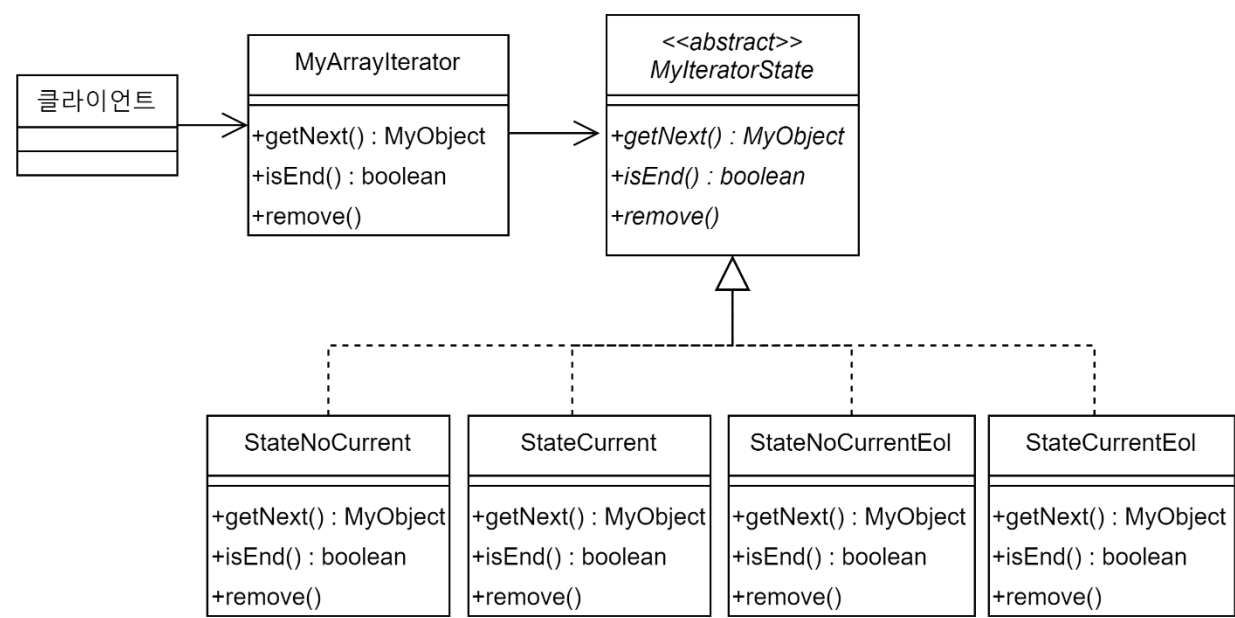 클라이언트
MyArrayIterator
+getNext() : MyObject
+isEnd() : boolean
+remove()
<<abstract>>
MyIteratorState
+getNext() : MyObject
+isEnd() : boolean
+remove()
StateNoCurrent
+getNext() : MyObject
+isEnd() : boolean
+remove()
StateCurrent
+getNext() : MyObject
+isEnd() : boolean
+remove()
StateNoCurrentEol
+getNext() : MyObject
+isEnd() : boolean
+remove()
StateCurrentEol
+getNext() : MyObject
+isEnd() : boolean
+remove()